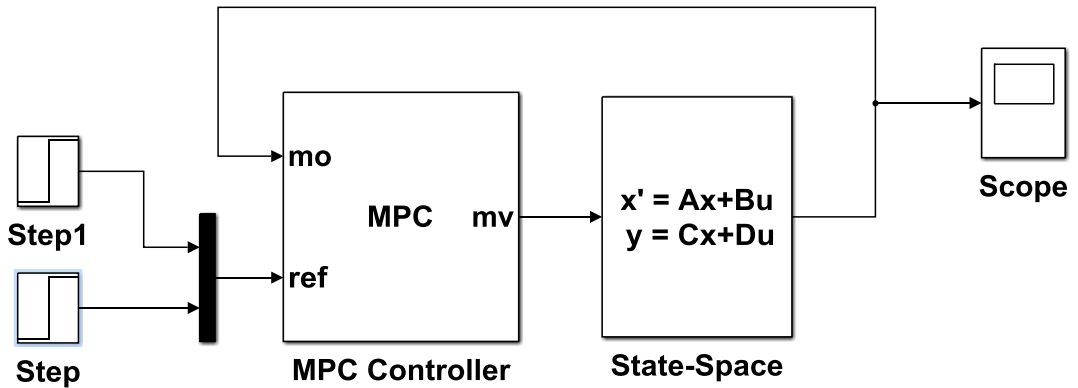 mo
MPC
mv
ref
MPC Controller
x' = Ax+Bu
y = Cx+Du
State-Space
Scope
Step1
Step